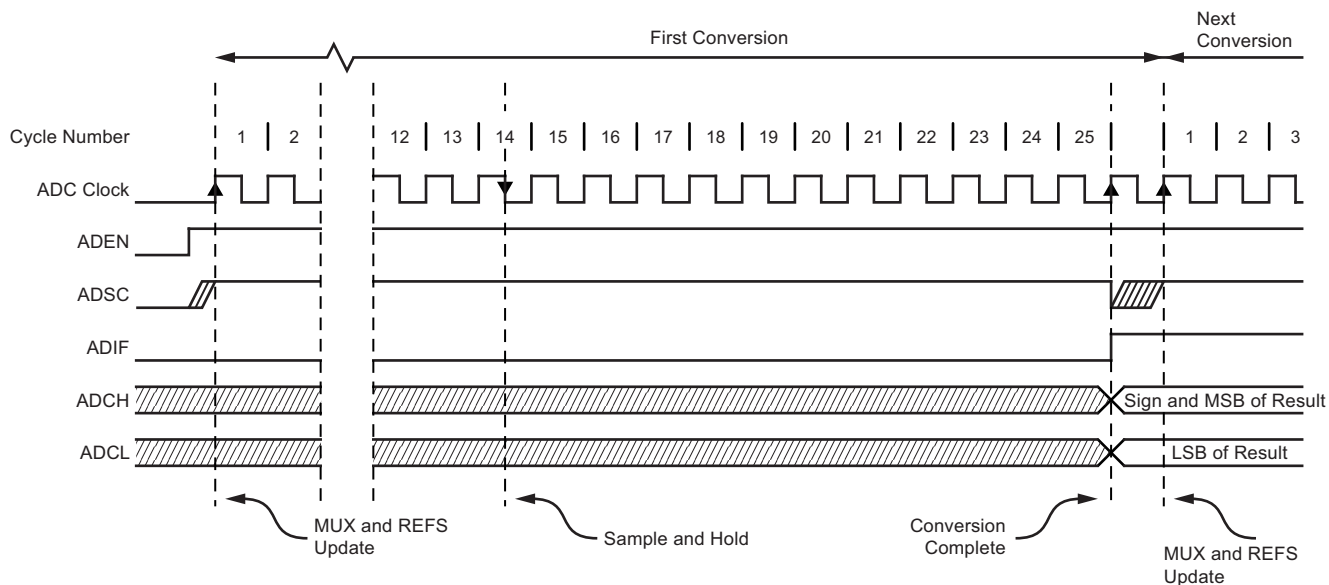 Next
Conversion
First Conversion
Cycle Number 1 2 12 13 14 15 16 17 18 19 20 21 22 23 24 25 1 2 3
ADC Clock
ADEN
ADSC
ADIF
ADCH Sign and MSB of Result
ADCL LSB of Result
MUX and REFS
Update
Sample and Hold
Conversion
Complete
MUX and REFS
Update